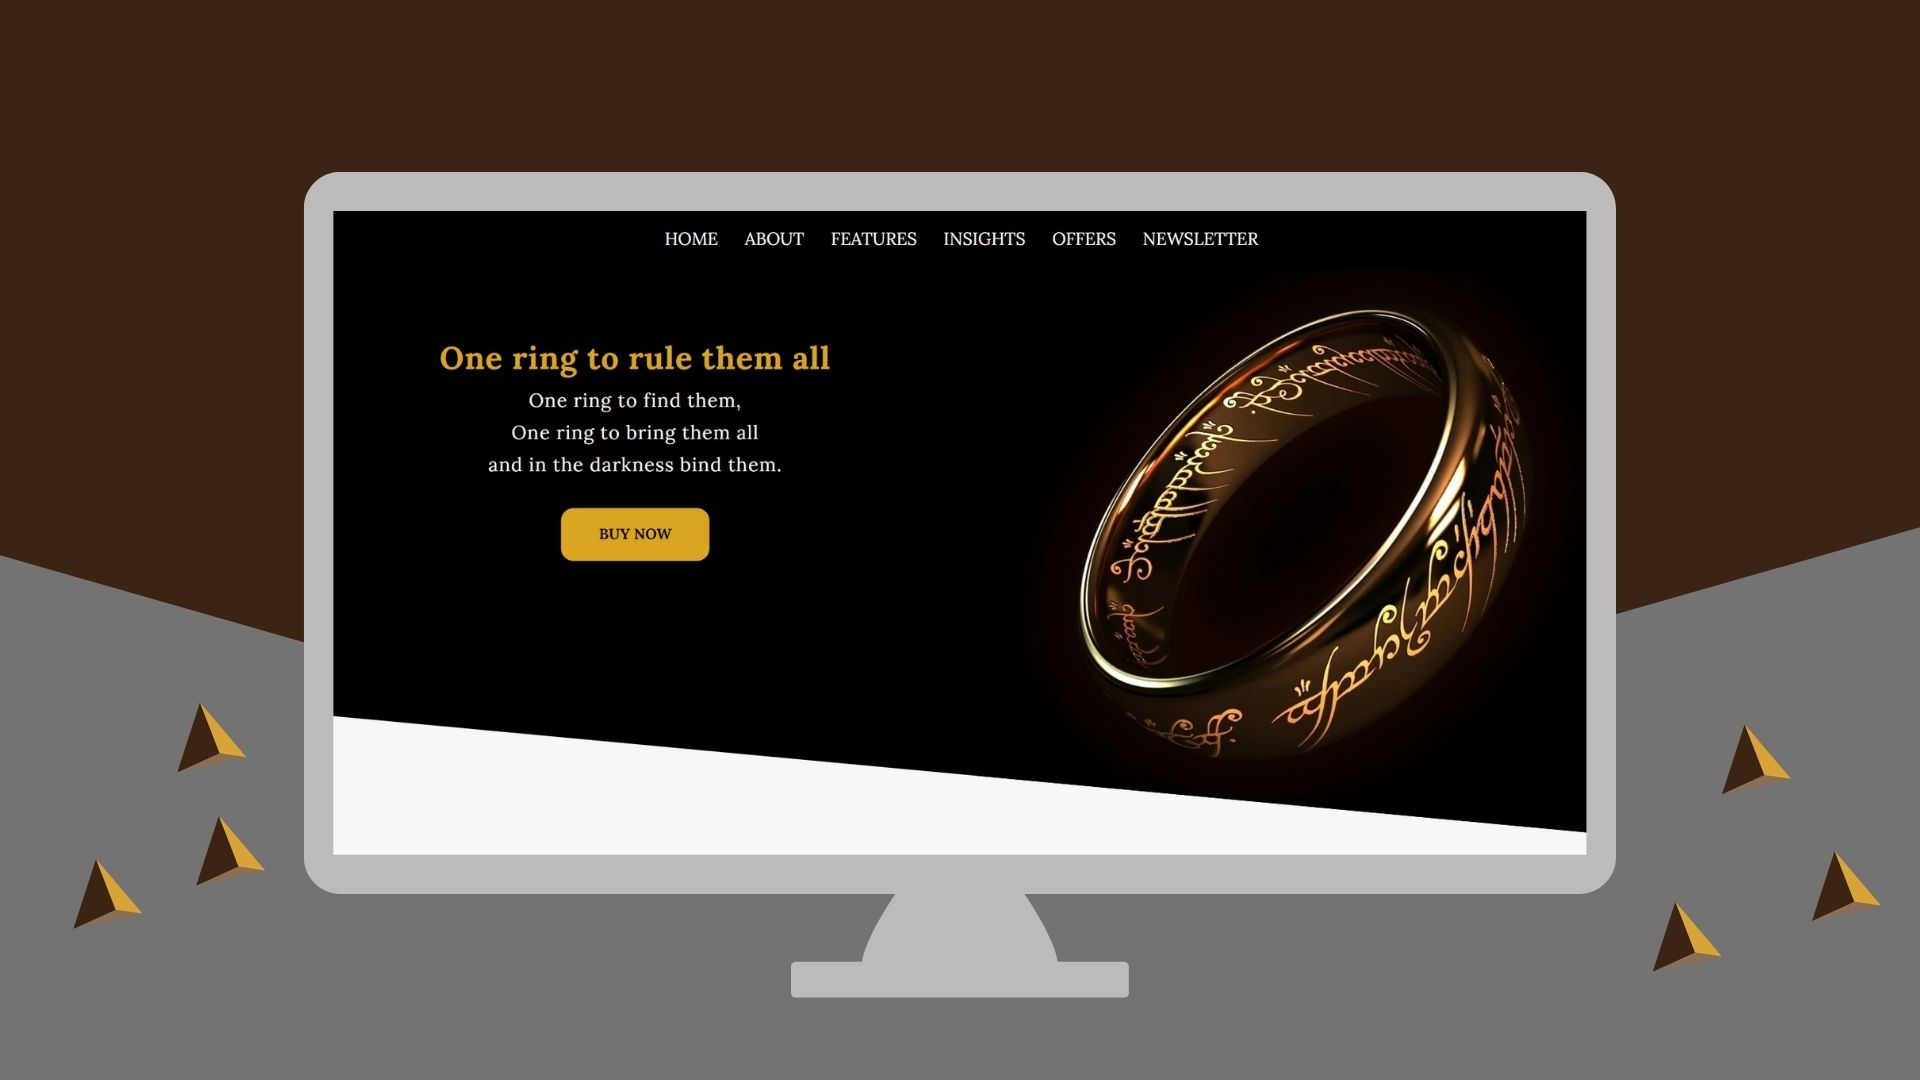 HOME ABOUT FEATURES INSIGHTS OFFERS NEWSLETTER
One ring to rule them all
One ring to find them,
One ring to bring them all
and in the darkness bind them.
BUY NOW